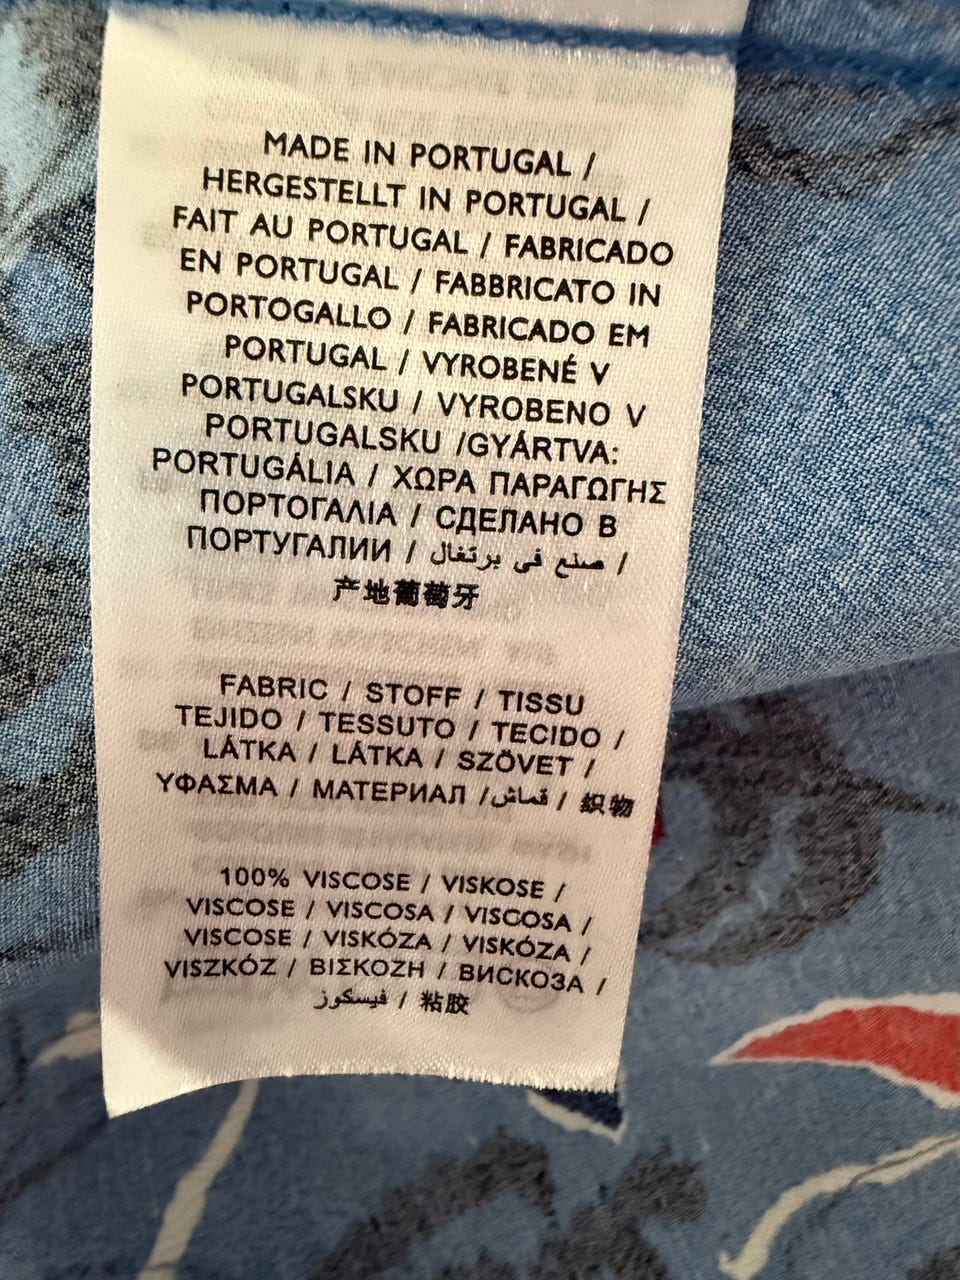 MADE IN PORTUGAL /
HERGESTELLT IN PORTUGAL /
FAIT AU PORTUGAL / FABRICADO
EN PORTUGAL / FABBRICATO IN
PORTOGALLO / FABRICADO EM
PORTUGAL / VYROBENÉ V
PORTUGALSKU / VYROBENO V
PORTUGALSKU /GYÁRTVA:
PORTUGÁLIA / ΧΩΡΑ ΠΑΡΑΓΩΓΗΣ
ΠΟΡΤΟΓΑΛΙΑ / СДЕЛАНО В
ПОРТУГАЛИИ / صنع في برتغال /
产地葡萄牙
FABRIC / STOFF / TISSU
TEJIDO / TESSUTO / TECIDO /
LÁTKA / LÁTKA / SZÖVET /
ΥΦΑΣΜΑ / МАТЕРИАЛ /قماش / 织物
100% VISCOSE / VISKOSE /
VISCOSE / VISCOSA / VISCOSA /
VISCOSE / VISKÓZA / VISKÓZA /
VISZKÓZ / ΒΙΣΚΟΖΗ / ВИСКОЗА /
فيسكوز / 粘胶